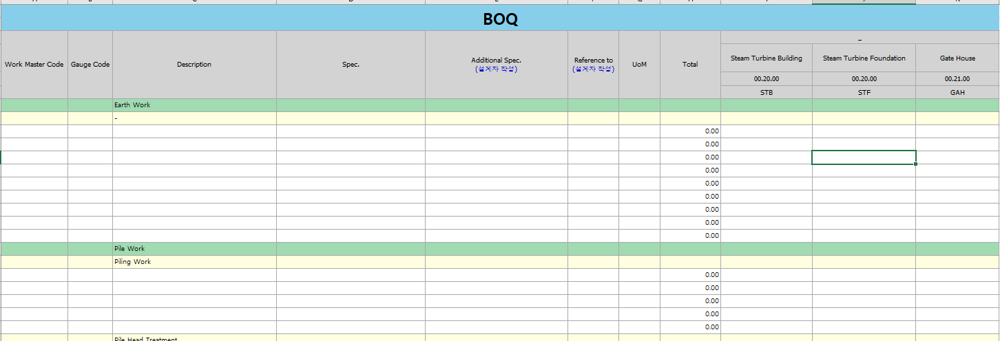 BOQ
Work Master Code Gauge Code Description Spec. Additional Spec. (설계자 작성) Reference to (설계자 작성) UoM Total –
Steam Turbine Building Steam Turbine Foundation Gate House
00.20.00 00.20.00 00.21.00
STB STF GAH
Earth Work
-
0.00
0.00
0.00
0.00
0.00
0.00
0.00
0.00
0.00
Pile Work
Piling Work
0.00
0.00
0.00
0.00
0.00
Pile Head Treatment